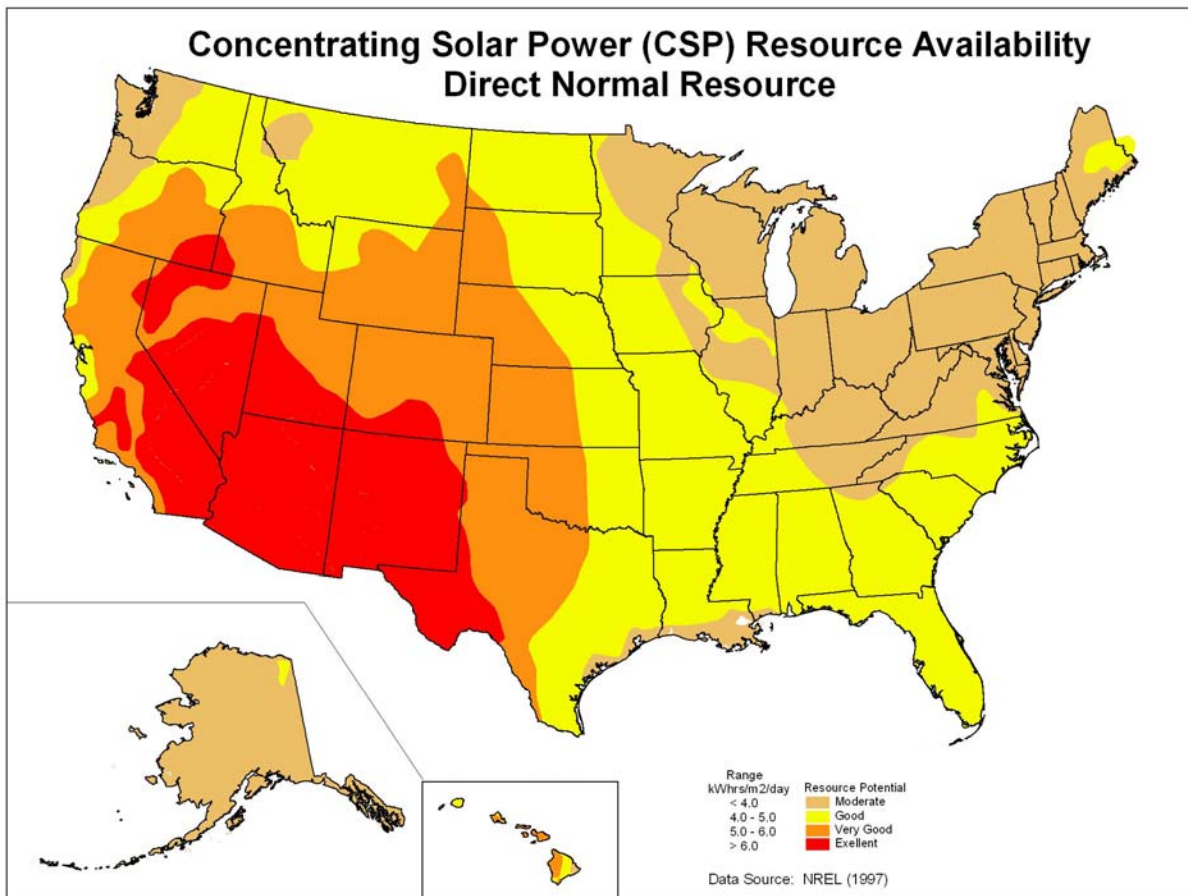 Concentrating Solar Power (CSP) Resource Availability
Direct Normal Resource
Range
kWhrs/m2/day Resource Potential
< 4.0 Moderate
4.0 - 5.0 Good
5.0 - 6.0 Very Good
> 6.0 Exellent
Data Source: NREL (1997)